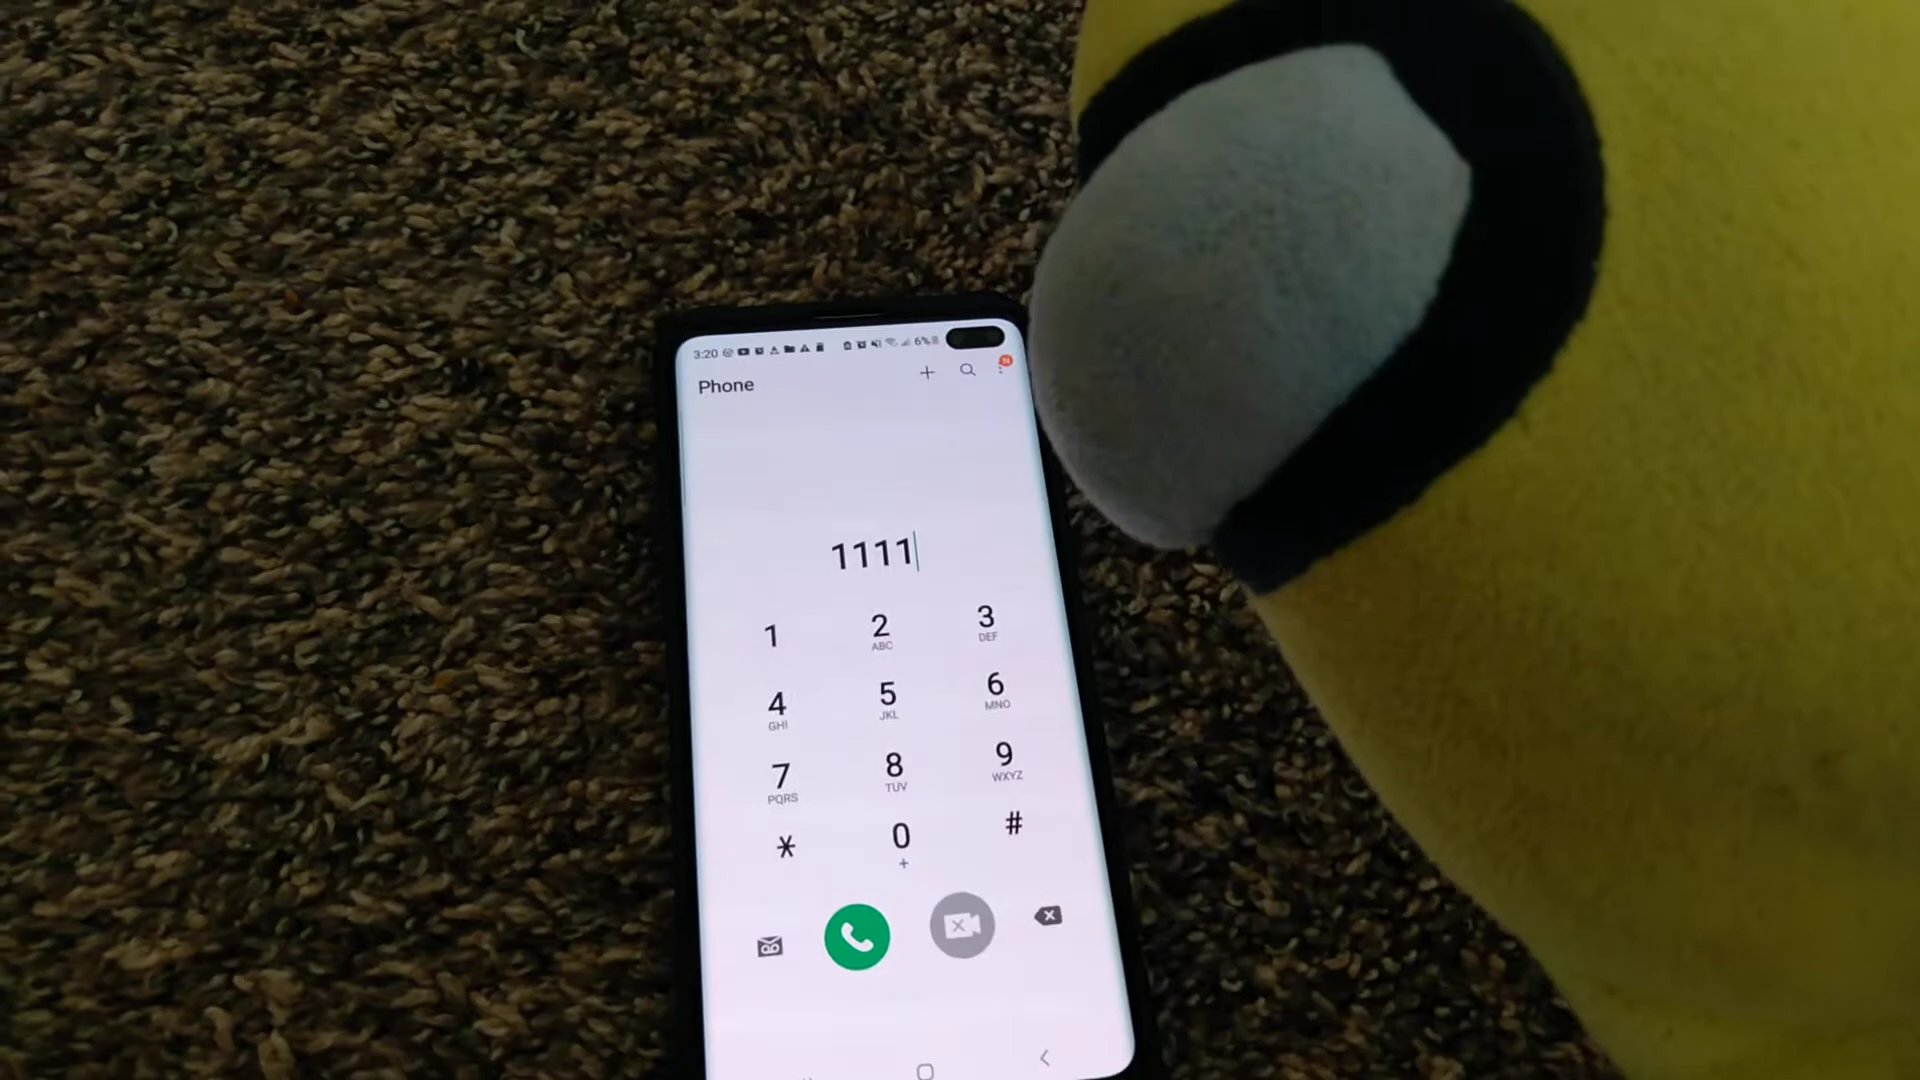 3:20 6%
Phone
N
1111
1 2 3
ABC DEF
4 5 6
GHI JKL MNO
7 8 9
PQRS TUV WXYZ
* 0 #
+